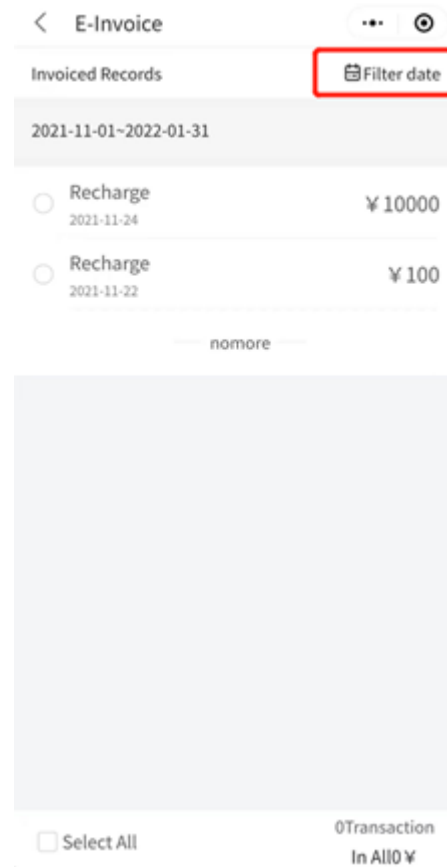 E-Invoice
Invoiced Records
Filter date
2021-11-01~2022-01-31
Recharge
¥10000
2021-11-24
Recharge
¥100
2021-11-22
nomore
Select All
0Transaction
In All0¥